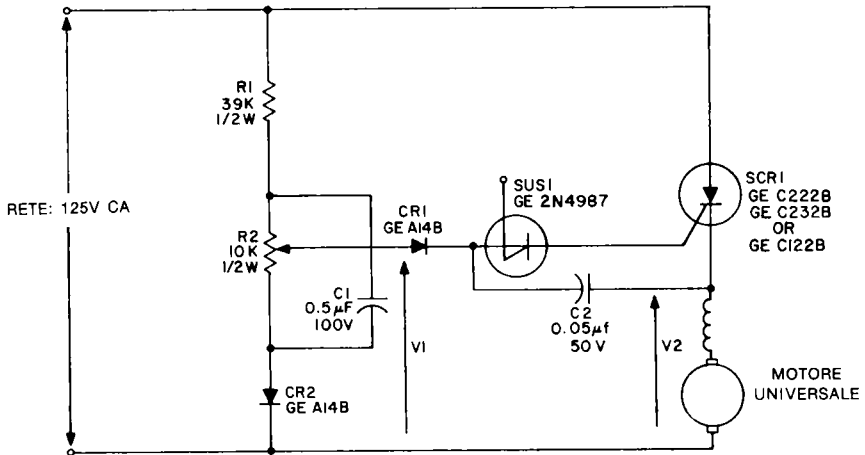 R1
39K
1/2W
RETE: 125V CA
R2
10K
1/2W
C1
0.5µF
100V
CR1
GE A14B
SUS1
GE 2N4987
SCR1
GE C222B
GE C232B
OR
GE C122B
C2
0.05µf
50V
V1
V2
CR2
GE A14B
MOTORE
UNIVERSALE